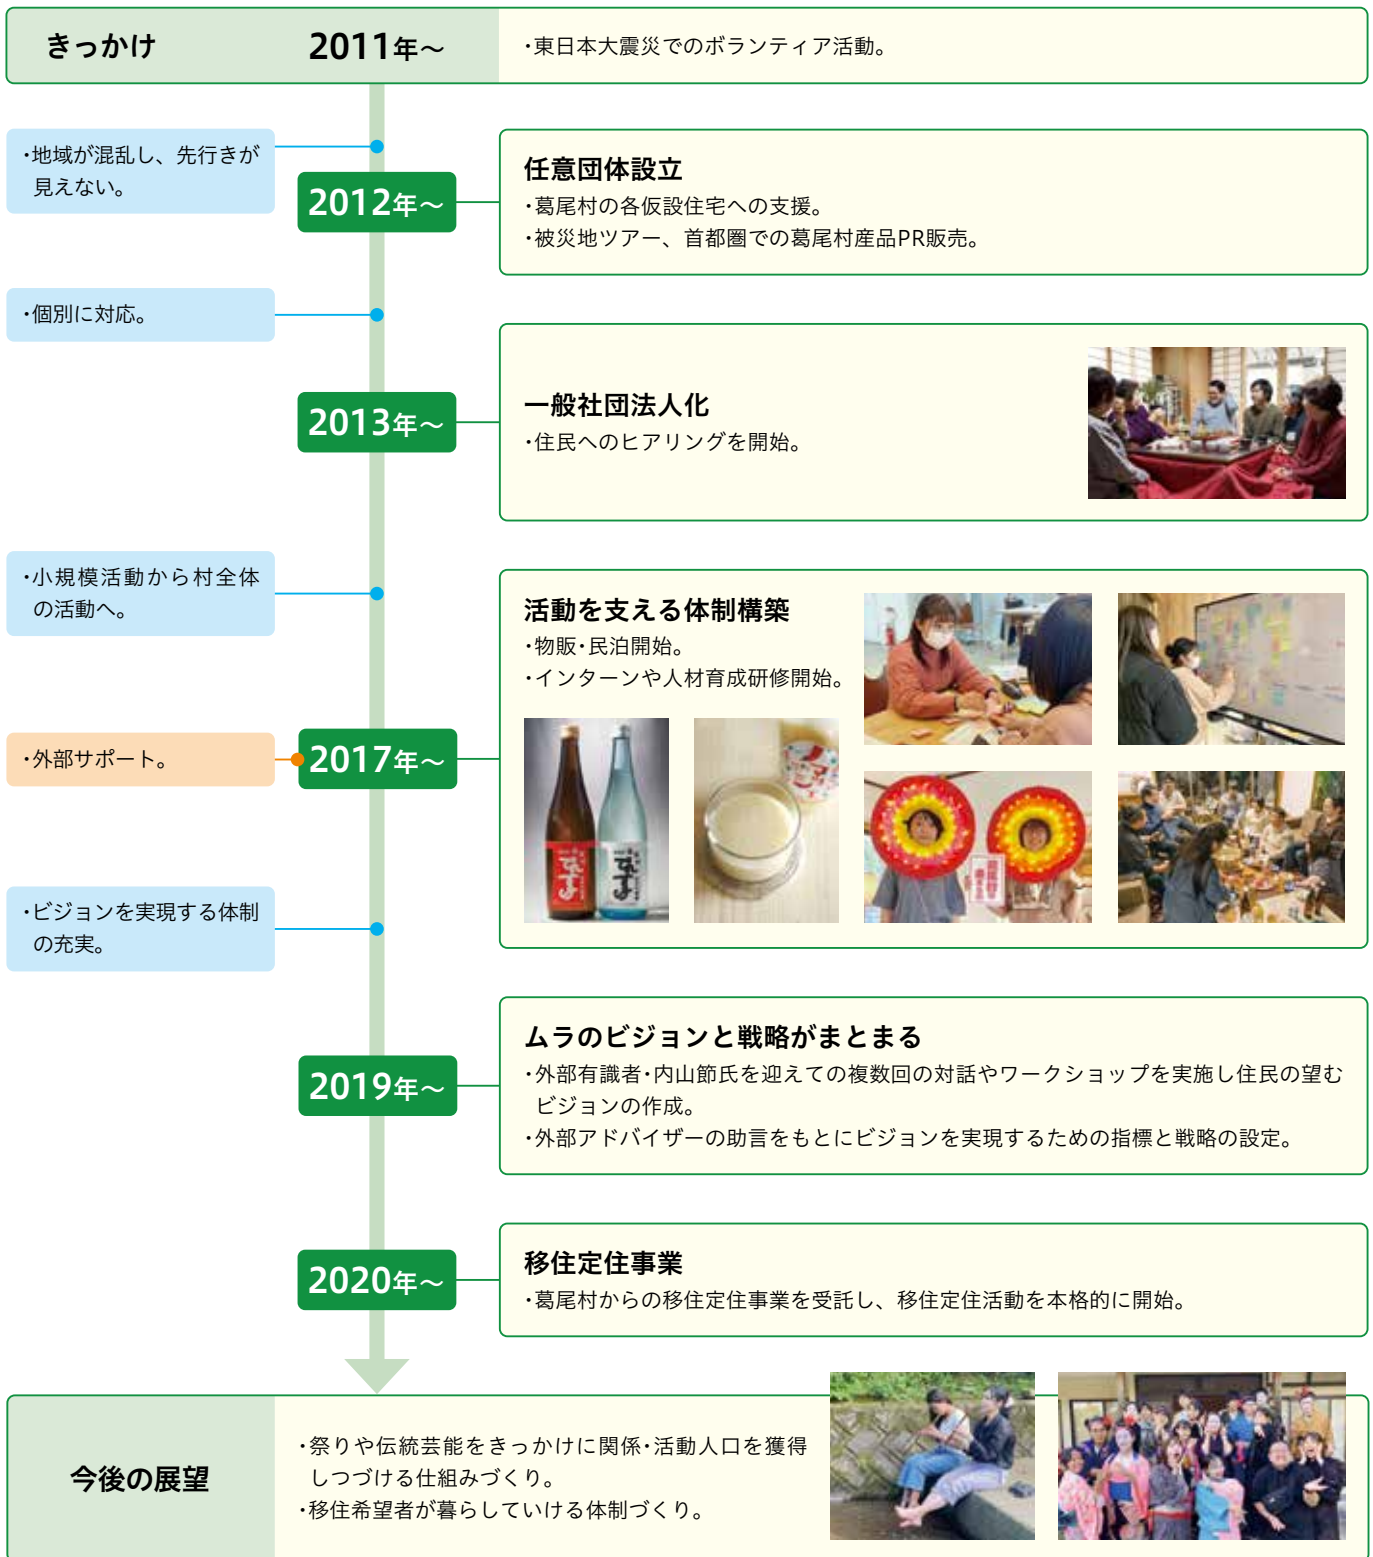 きっかけ
2011年～
・東日本大震災でのボランティア活動。
・地域が混乱し、先行きが
見えない。
2012年～
任意団体設立
・葛尾村の各仮設住宅への支援。
・被災地ツアー、首都圏での葛尾村産品PR販売。
・個別に対応。
2013年～
一般社団法人化
・住民へのヒアリングを開始。
・小規模活動から村全体
の活動へ。
・外部サポート。
2017年～
活動を支える体制構築
・物販・民泊開始。
・インターンや人材育成研修開始。
・ビジョンを実現する体制
の充実。
2019年～
ムラのビジョンと戦略がまとまる
・外部有識者・内山節氏を迎えての複数回の対話やワークショップを実施し住民の望む
ビジョンの作成。
・外部アドバイザーの助言をもとにビジョンを実現するための指標と戦略の設定。
2020年～
移住定住事業
・葛尾村からの移住定住事業を受託し、移住定住活動を本格的に開始。
今後の展望
・祭りや伝統芸能をきっかけに関係・活動人口を獲得
しつづける仕組みづくり。
・移住希望者が暮らしていける体制づくり。